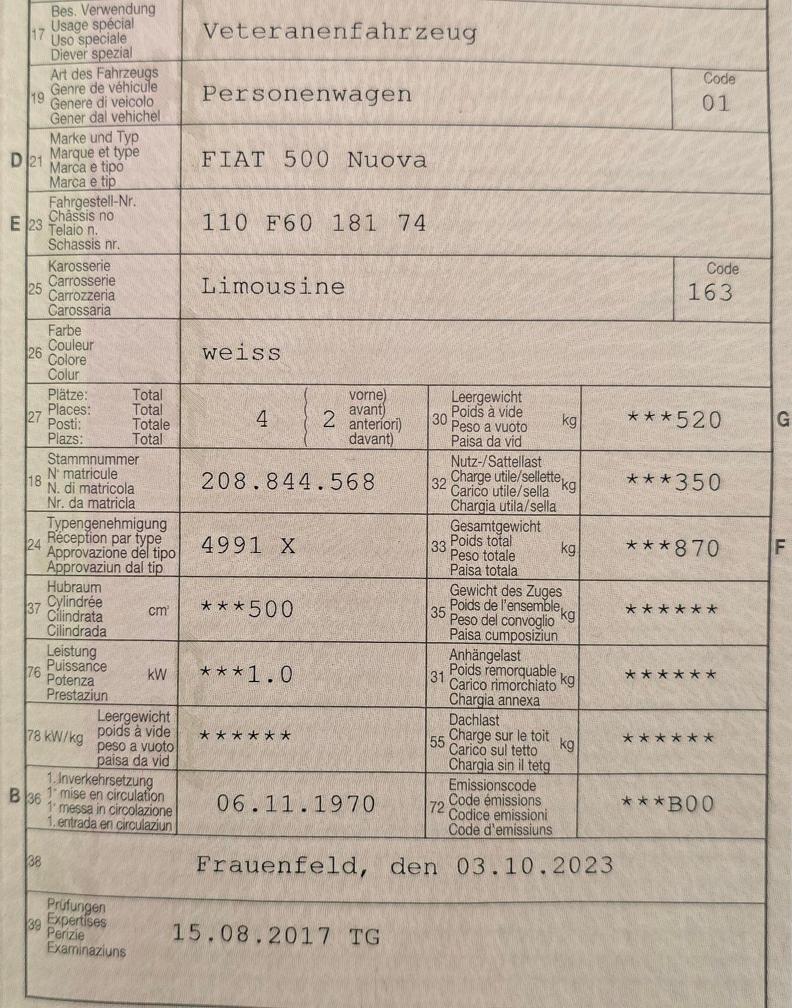 Bes. Verwendung
17 Usage spécial
Uso speciale
Diever spezial
Veteranenfahrzeug
Art des Fahrzeugs
19 Genre de véhicule
Genere di veicolo
Gener dal vehichel
Personenwagen
Code
01
Marke und Typ
D 21 Marque et type
Marca e tipo
Marca e tip
FIAT 500 Nuova
Fahrgestell-Nr.
E 23 Châssis no
Telaio n.
Schassis nr.
110 F60 181 74
Karosserie
25 Carrosserie
Carrozzeria
Carossaria
Limousine
Code
163
Farbe
26 Couleur
Colore
Colur
weiss
Plätze: Total
27 Places: Total
Posti: Totale
Plazs: Total
4 ( 2 vorne)
avant)
anteriori)
davant)
Leergewicht
30 Poids à vide kg
Peso a vuoto
Paisa da vid
***520 G
Stammnummer
18 N° matricule
N. di matricola
Nr. da matricla
208.844.568
Nutz-/Sattellast
32 Charge utile/sellette kg
Carico utile/sella
Chargia utila/sella
***350
Typengenehmigung
24 Réception par type
Approvazione del tipo
Approvaziun dal tip
4991 X
Gesamtgewicht
33 Poids total kg
Peso totale
Paisa totala
***870 F
Hubraum
37 Cylindrée cm³
Cilindrata
Cilindrada
***500
Gewicht des Zuges
35 Poids de l'ensemble kg
Peso del convoglio
Paisa cumposiziun
******
Leistung
76 Puissance kW
Potenza
Prestaziun
***1.0
Anhängelast
31 Poids remorquable kg
Carico rimorchiato
Chargia annexa
******
Leergewicht
78 kW/kg poids à vide
peso a vuoto
paisa da vid
******
Dachlast
55 Charge sur le toit kg
Carico sul tetto
Chargia sin il tetg
******
1. Inverkehrsetzung
B 36 1° mise en circulation
1° messa in circolazione
1. entrada en circulaziun
06.11.1970
Emissionscode
72 Code émissions
Codice emissioni
Code d'emissiuns
***B00
38 Frauenfeld, den 03.10.2023
Prüfungen
39 Expertises
Perizie
Examinaziuns
15.08.2017 TG